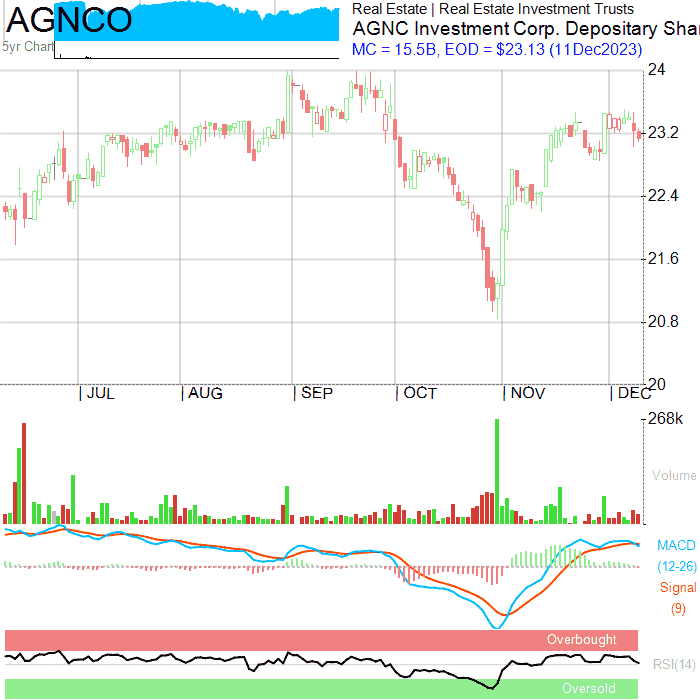 AGNCO
Real Estate | Real Estate Investment Trusts
AGNC Investment Corp. Depositary Shar
5yr Chart
MC = 15.5B, EOD = $23.13 (11Dec2023)
24
23.2
22.4
21.6
20.8
20
JUL AUG SEP OCT NOV DEC
268k
Volume
MACD
(12-26)
Signal
(9)
Overbought
RSI(14)
Oversold